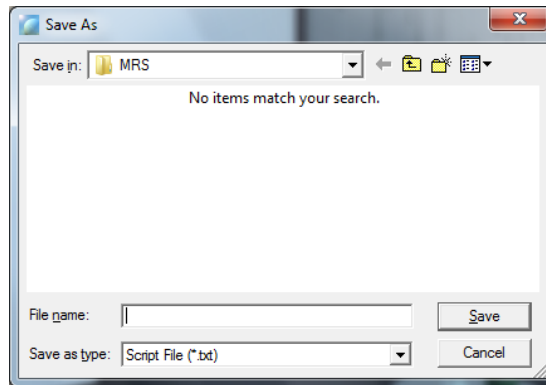 Save As
Save in: MRS
No items match your search.
File name:
Save
Save as type: Script File (*.txt)
Cancel